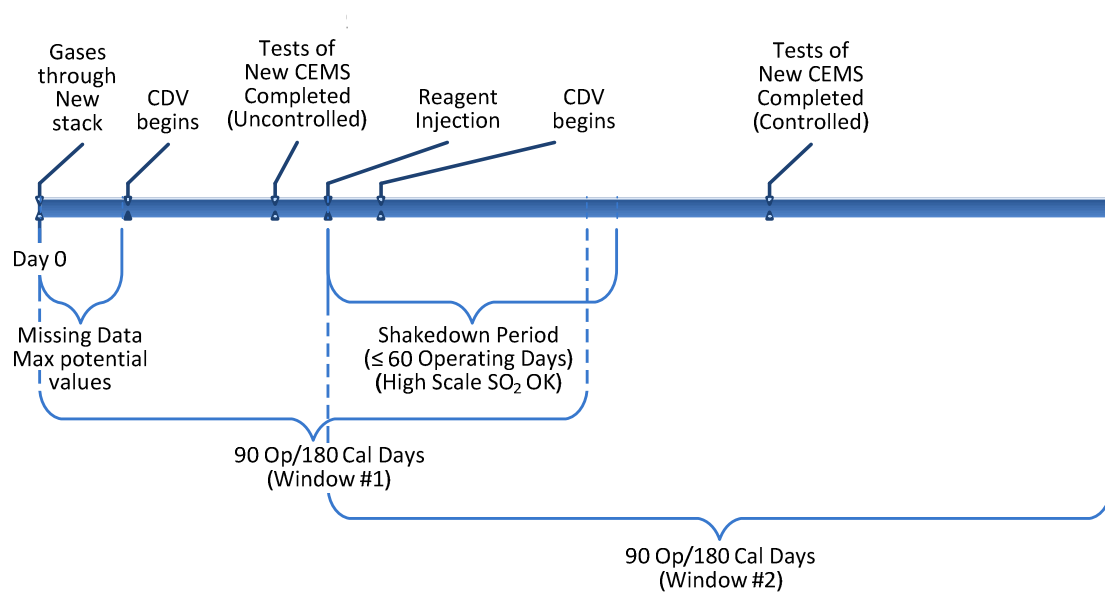 Gases
through
New
stack
CDV
begins
Tests of
New CEMS
Completed
(Uncontrolled)
Reagent
Injection
CDV
begins
Tests of
New CEMS
Completed
(Controlled)
Day 0
Missing Data
Max potential
values
Shakedown Period
(≤ 60 Operating Days)
(High Scale SO₂ OK)
90 Op/180 Cal Days
(Window #1)
90 Op/180 Cal Days
(Window #2)